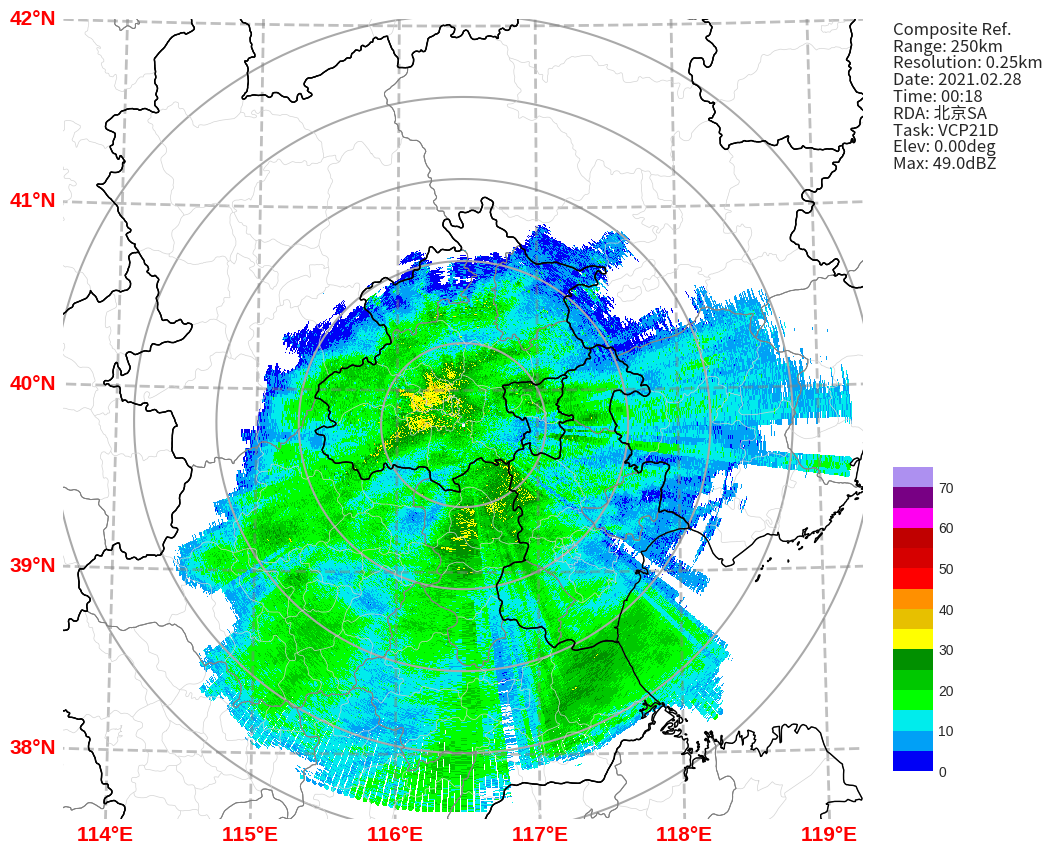 42°N
41°N
40°N
39°N
38°N
114°E
115°E
116°E
117°E
118°E
119°E
Composite Ref.
Range: 250km
Resolution: 0.25km
Date: 2021.02.28
Time: 00:18
RDA: 北京SA
Task: VCP21D
Elev: 0.00deg
Max: 49.0dBZ
70
60
50
40
30
20
10
0